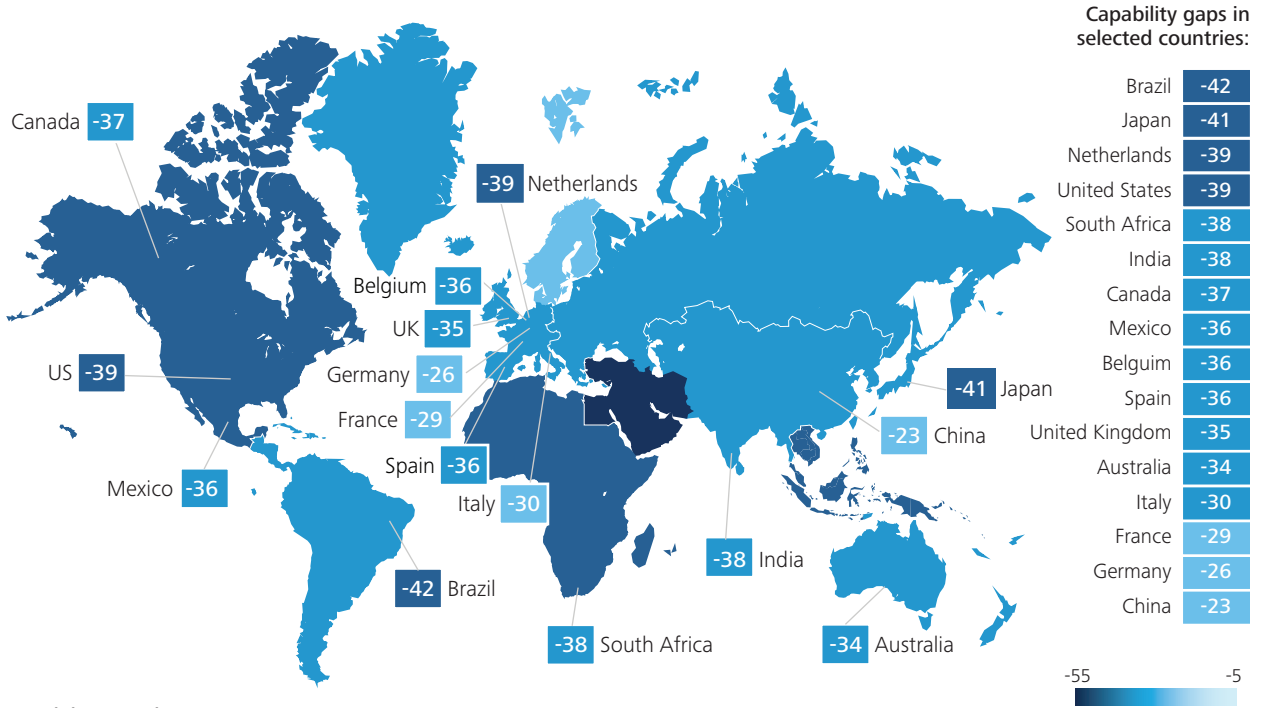 Capability gaps in
selected countries:
Canada -37
-39 Netherlands
Belgium -36
UK -35
US -39
Germany -26
France -29
Spain -36
Italy -30
Mexico -36
-42 Brazil
-38 South Africa
-38 India
-41 Japan
-23 China
-34 Australia
Brazil -42
Japan -41
Netherlands -39
United States -39
South Africa -38
India -38
Canada -37
Mexico -36
Belguim -36
Spain -36
United Kingdom -35
Australia -34
Italy -30
France -29
Germany -26
China -23
-55 -5